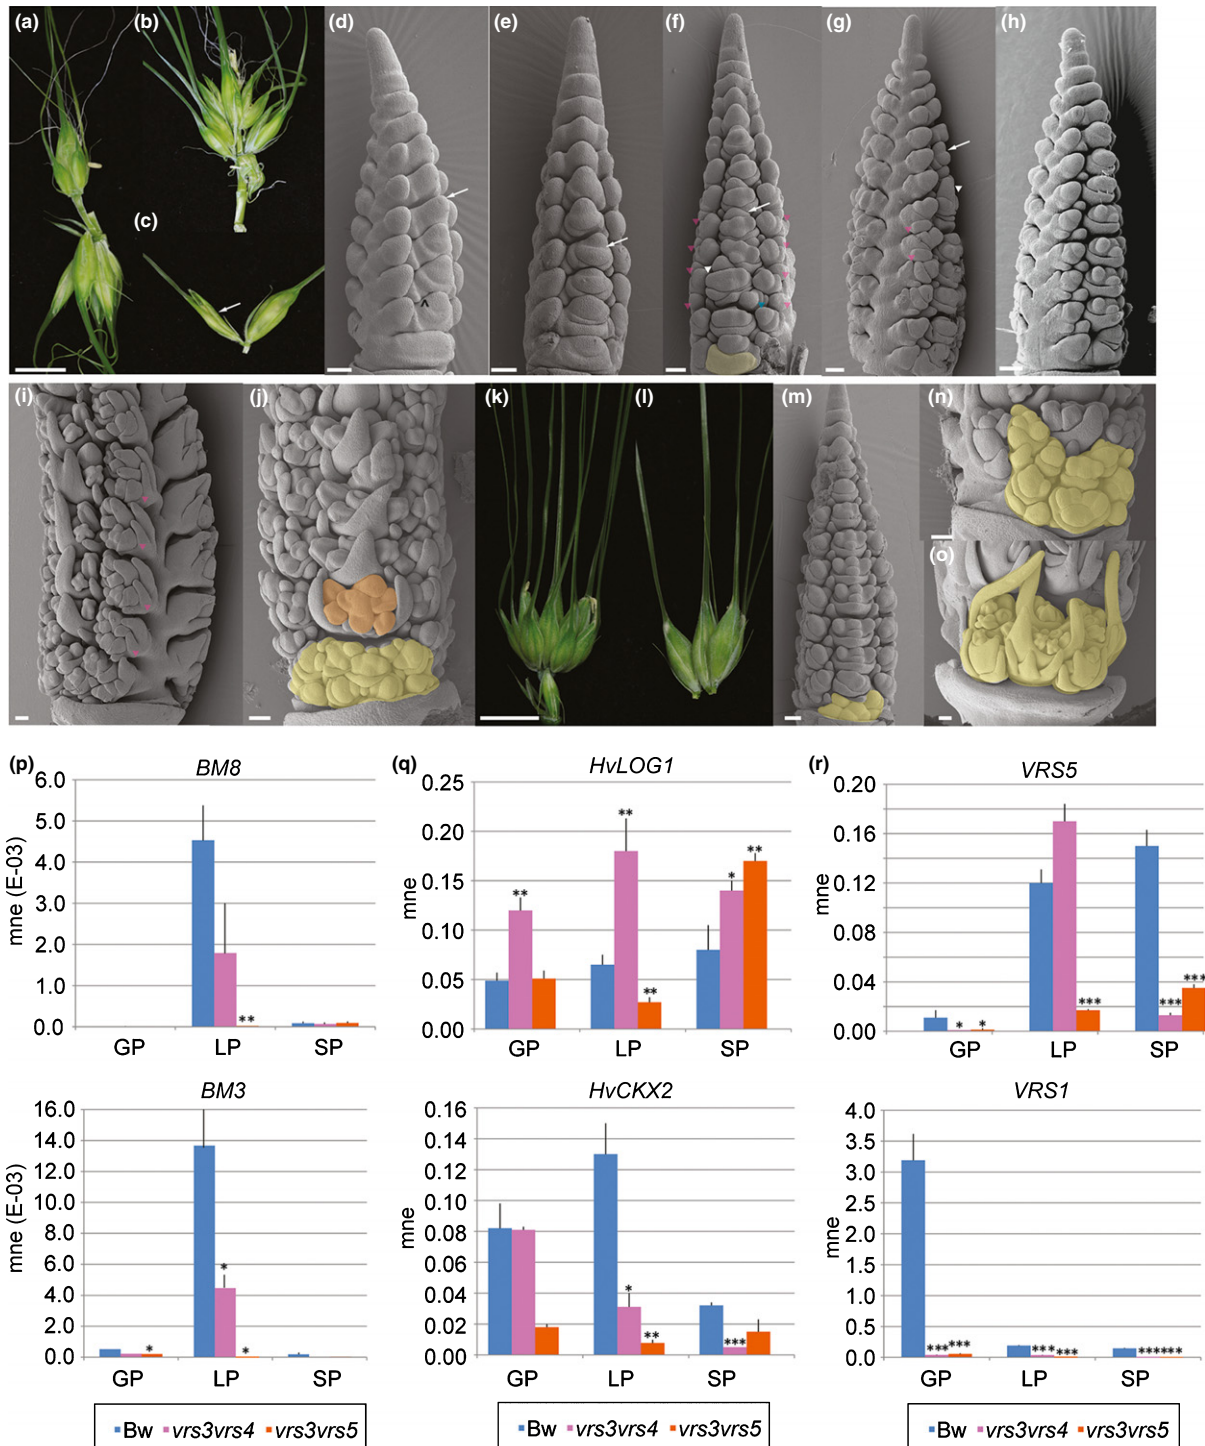 (a)
(b)
(c)
(d)
(e)
(f)
(g)
(h)
(i)
(j)
(k)
(l)
(m)
(n)
(o)
(p)
BM8
mne (E-03)
6.0
5.0
4.0
3.0
2.0
1.0
0.0
**
GP LP SP
(q)
HvLOG1
mne
0.25
0.20
0.15
0.10
0.05
0.00
** ** ** * **
GP LP SP
(r)
VRS5
mne
0.20
0.16
0.12
0.08
0.04
0.00
* * *** *** ***
GP LP SP
BM3
mne (E-03)
16.0
14.0
12.0
10.0
8.0
6.0
4.0
2.0
0.0
* * *
GP LP SP
HvCKX2
mne
0.16
0.14
0.12
0.10
0.08
0.06
0.04
0.02
0.00
* ** ***
GP LP SP
VRS1
mne
4.0
3.5
3.0
2.5
2.0
1.5
1.0
0.5
0.0
*** *** *** *** ******
GP LP SP
Bw vrs3vrs4 vrs3vrs5
Bw vrs3vrs4 vrs3vrs5
Bw vrs3vrs4 vrs3vrs5